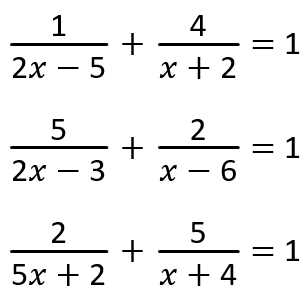 1/(2x − 5) + 4/(x + 2) = 1
5/(2x − 3) + 2/(x − 6) = 1
2/(5x + 2) + 5/(x + 4) = 1